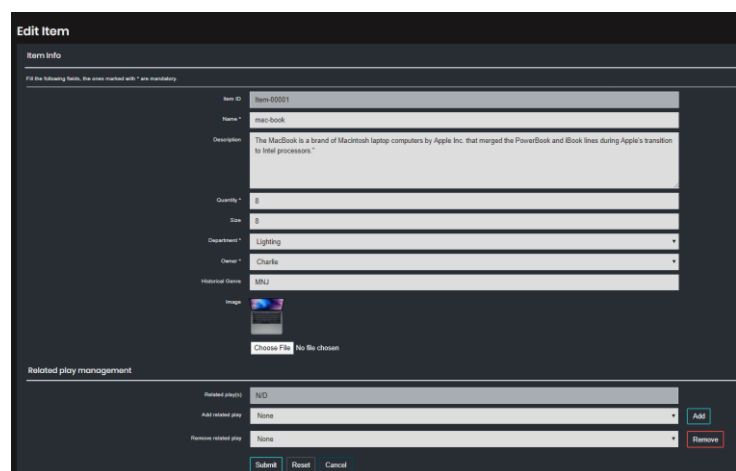 Edit Item
Item Info
Fill the following fields, the ones marked with * are mandatory.
Item ID
Item-00001
Name *
mac-book
Description
The MacBook is a brand of Macintosh laptop computers by Apple Inc. that merged the PowerBook and iBook lines during Apple's transition
to Intel processors."
Quantity *
8
Size
8
Department *
Lighting
Owner *
Charlie
Historical Genre
MNJ
Image
Choose File No file chosen
Related play management
Related play(s)
N/D
Add related play
None
Add
Remove related play
None
Remove
Submit Reset Cancel